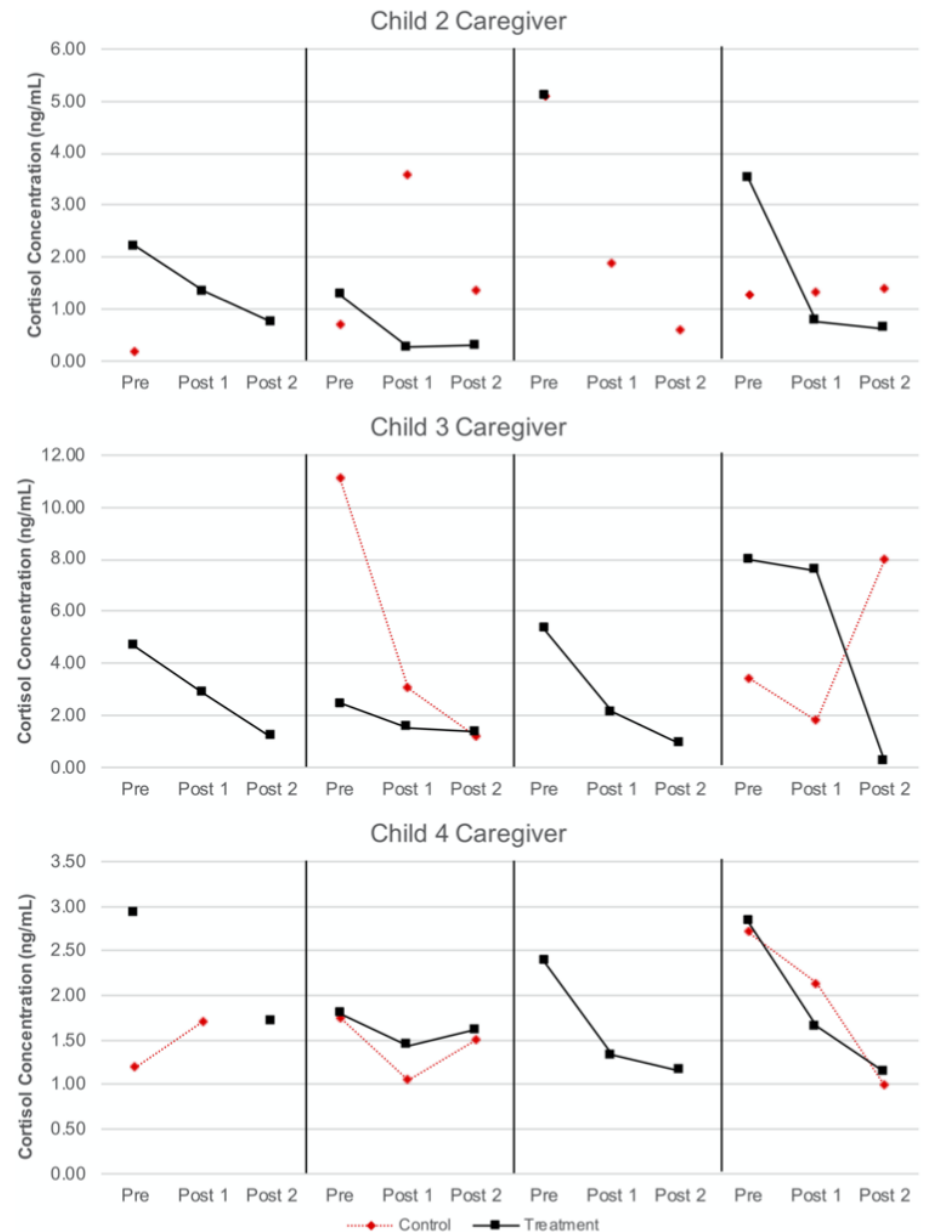 Child 2 Caregiver
Cortisol Concentration (ng/mL)
6.00
5.00
4.00
3.00
2.00
1.00
0.00
Pre Post 1 Post 2 Pre Post 1 Post 2 Pre Post 1 Post 2 Pre Post 1 Post 2
Child 3 Caregiver
Cortisol Concentration (ng/mL)
12.00
10.00
8.00
6.00
4.00
2.00
0.00
Pre Post 1 Post 2 Pre Post 1 Post 2 Pre Post 1 Post 2 Pre Post 1 Post 2
Child 4 Caregiver
Cortisol Concentration (ng/mL)
3.50
3.00
2.50
2.00
1.50
1.00
0.50
0.00
Pre Post 1 Post 2 Pre Post 1 Post 2 Pre Post 1 Post 2 Pre Post 1 Post 2
Control Treatment